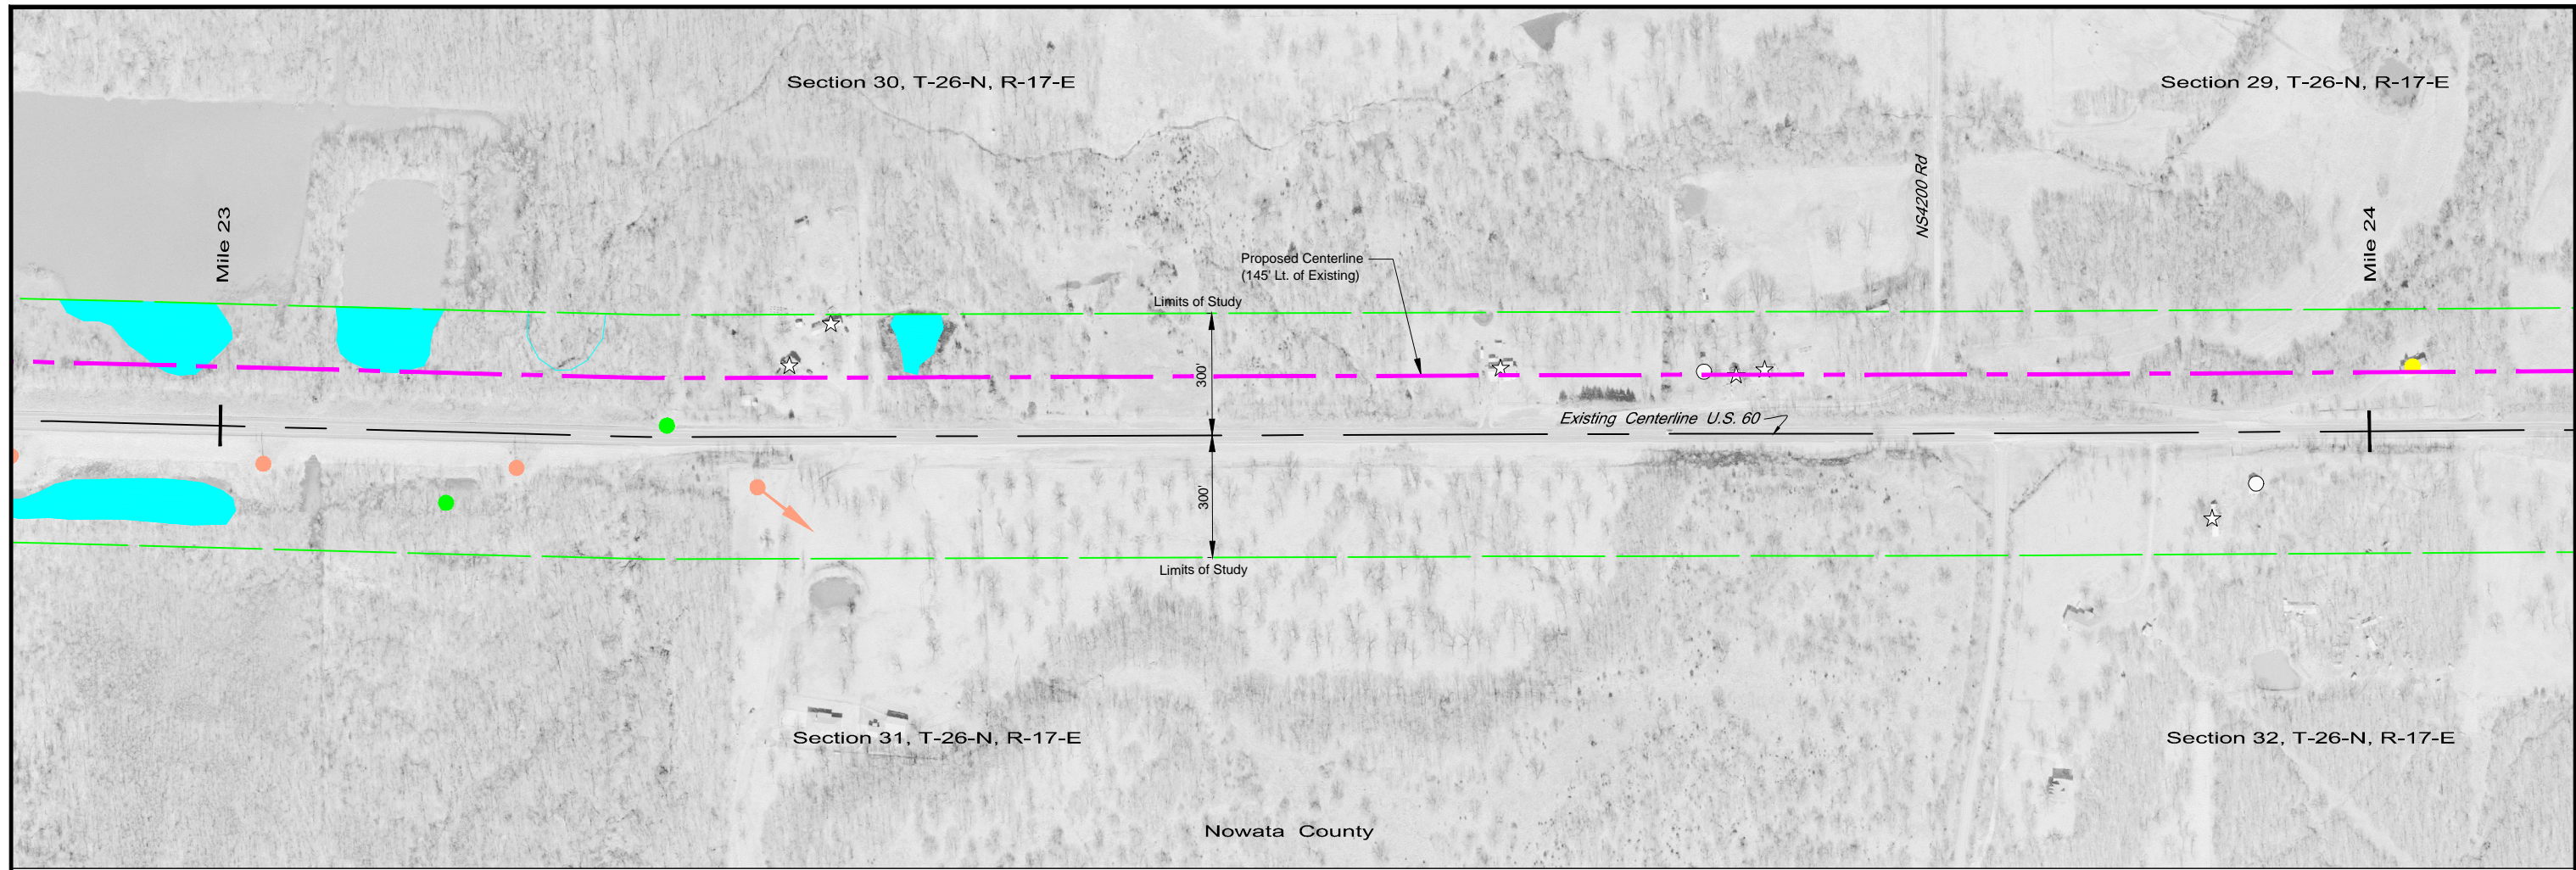 Section 30, T-26-N, R-17-E
Section 29, T-26-N, R-17-E
Mile 23
NS4200 Rd
Mile 24
Proposed Centerline
(145' Lt. of Existing)
Limits of Study
300'
Existing Centerline U.S. 60
300'
Limits of Study
Section 31, T-26-N, R-17-E
Section 32, T-26-N, R-17-E
Nowata County